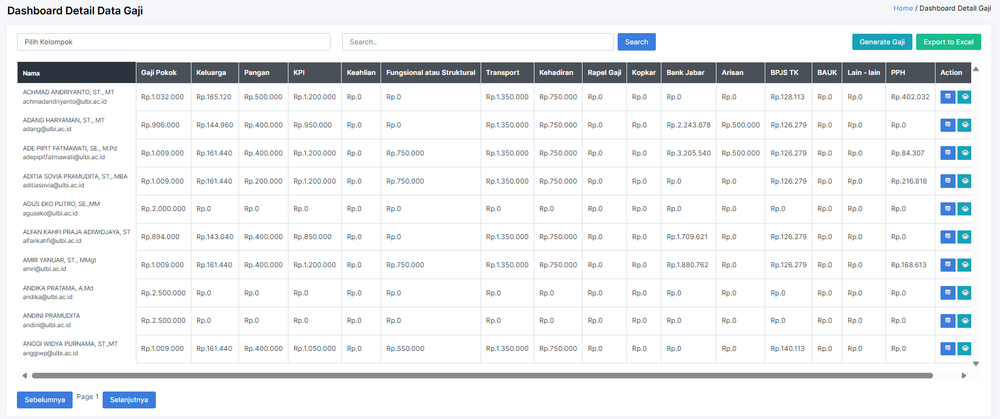 Dashboard Detail Data Gaji
Home / Dashboard Detail Gaji
Pilih Kelompok
Search..
Search
Generate Gaji
Export to Excel
Nama Gaji Pokok Keluarga Pangan KPI Keahlian Fungsional atau Struktural Transport Kehadiran Rapel Gaji Kopkar Bank Jabar Arisan BPJS TK BAUK Lain - lain PPH Action
ACHMAD ANDRIYANTO, ST., MT
achmadandriyanto@ulbi.ac.id
Rp.1.032.000 Rp.165.120 Rp.500.000 Rp.1.200.000 Rp.0 Rp.0 Rp.1.350.000 Rp.750.000 Rp.0 Rp.0 Rp.0 Rp.0 Rp.128.113 Rp.0 Rp.0 Rp.402.032
ADANG HARYAMAN, ST., MT
adang@ulbi.ac.id
Rp.906.000 Rp.144.960 Rp.400.000 Rp.950.000 Rp.0 Rp.0 Rp.1.350.000 Rp.750.000 Rp.0 Rp.0 Rp.2.243.878 Rp.500.000 Rp.126.279 Rp.0 Rp.0 Rp.0
ADE PIPIT FATMAWATI, SE., M.Pd
adepipitfatmawati@ulbi.ac.id
Rp.1.009.000 Rp.161.440 Rp.400.000 Rp.1.200.000 Rp.0 Rp.750.000 Rp.1.350.000 Rp.750.000 Rp.0 Rp.0 Rp.3.205.540 Rp.500.000 Rp.126.279 Rp.0 Rp.0 Rp.84.307
ADITIA SOVIA PRAMUDITA, ST., MBA
aditiasovia@ulbi.ac.id
Rp.1.009.000 Rp.161.440 Rp.200.000 Rp.1.200.000 Rp.0 Rp.750.000 Rp.1.350.000 Rp.750.000 Rp.0 Rp.0 Rp.0 Rp.0 Rp.126.279 Rp.0 Rp.0 Rp.216.818
AGUS EKO PUTRO, SE.,MM
aguseko@ulbi.ac.id
Rp.2.000.000 Rp.0 Rp.0 Rp.0 Rp.0 Rp.0 Rp.0 Rp.0 Rp.0 Rp.0 Rp.0 Rp.0 Rp.0 Rp.0 Rp.0 Rp.0
ALFAN KAHFI PRAJA ADIWIDJAYA, ST
alfankahfi@ulbi.ac.id
Rp.894.000 Rp.143.040 Rp.400.000 Rp.850.000 Rp.0 Rp.0 Rp.1.350.000 Rp.750.000 Rp.0 Rp.0 Rp.1.709.621 Rp.0 Rp.126.279 Rp.0 Rp.0 Rp.0
AMRI YANUAR, ST., MMgt
amri@ulbi.ac.id
Rp.1.009.000 Rp.161.440 Rp.400.000 Rp.1.200.000 Rp.0 Rp.750.000 Rp.1.350.000 Rp.750.000 Rp.0 Rp.0 Rp.1.880.762 Rp.0 Rp.126.279 Rp.0 Rp.0 Rp.168.613
ANDIKA PRATAMA, A.Md
andika@ulbi.ac.id
Rp.2.500.000 Rp.0 Rp.0 Rp.0 Rp.0 Rp.0 Rp.0 Rp.0 Rp.0 Rp.0 Rp.0 Rp.0 Rp.0 Rp.0 Rp.0 Rp.0
ANDINI PRAMUDITA
andini@ulbi.ac.id
Rp.2.500.000 Rp.0 Rp.0 Rp.0 Rp.0 Rp.0 Rp.0 Rp.0 Rp.0 Rp.0 Rp.0 Rp.0 Rp.0 Rp.0 Rp.0 Rp.0
ANGGI WIDYA PURNAMA, ST.,MT
anggiwp@ulbi.ac.id
Rp.1.009.000 Rp.161.440 Rp.400.000 Rp.1.050.000 Rp.0 Rp.550.000 Rp.1.350.000 Rp.750.000 Rp.0 Rp.0 Rp.0 Rp.0 Rp.140.113 Rp.0 Rp.0 Rp.0
Sebelumnya Page 1 Selanjutnya